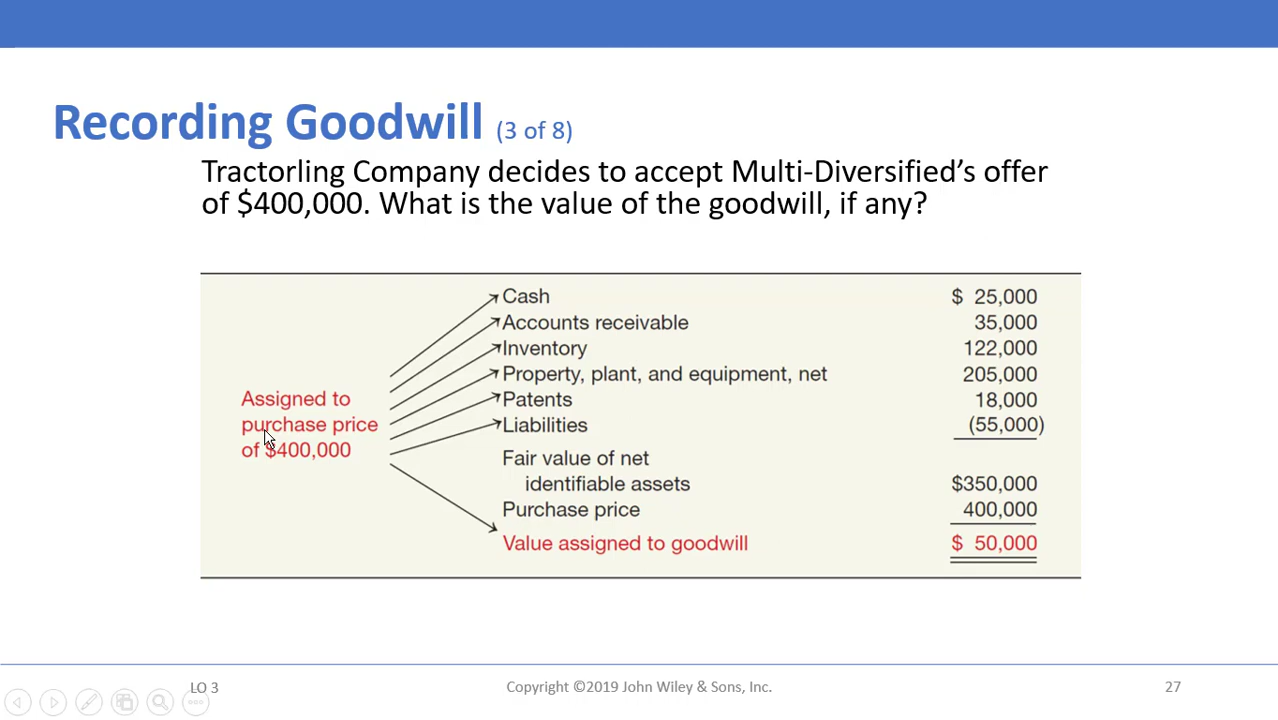 Recording Goodwill (3 of 8)
Tractorling Company decides to accept Multi-Diversified’s offer
of $400,000. What is the value of the goodwill, if any?
Assigned to
purchase price
of $400,000
Cash $ 25,000
Accounts receivable 35,000
Inventory 122,000
Property, plant, and equipment, net 205,000
Patents 18,000
Liabilities (55,000)
Fair value of net
identifiable assets $350,000
Purchase price 400,000
Value assigned to goodwill $ 50,000
LO 3 Copyright ©2019 John Wiley & Sons, Inc. 27